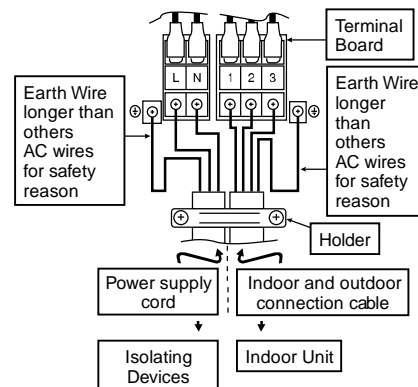 Terminal
Board
L N 1 2 3
Earth Wire
longer than
others
AC wires
for safety
reason
Earth Wire
longer
than
others
AC wires
for safety
reason
Holder
Power supply
cord
Indoor and outdoor
connection cable
Isolating
Devices
Indoor Unit